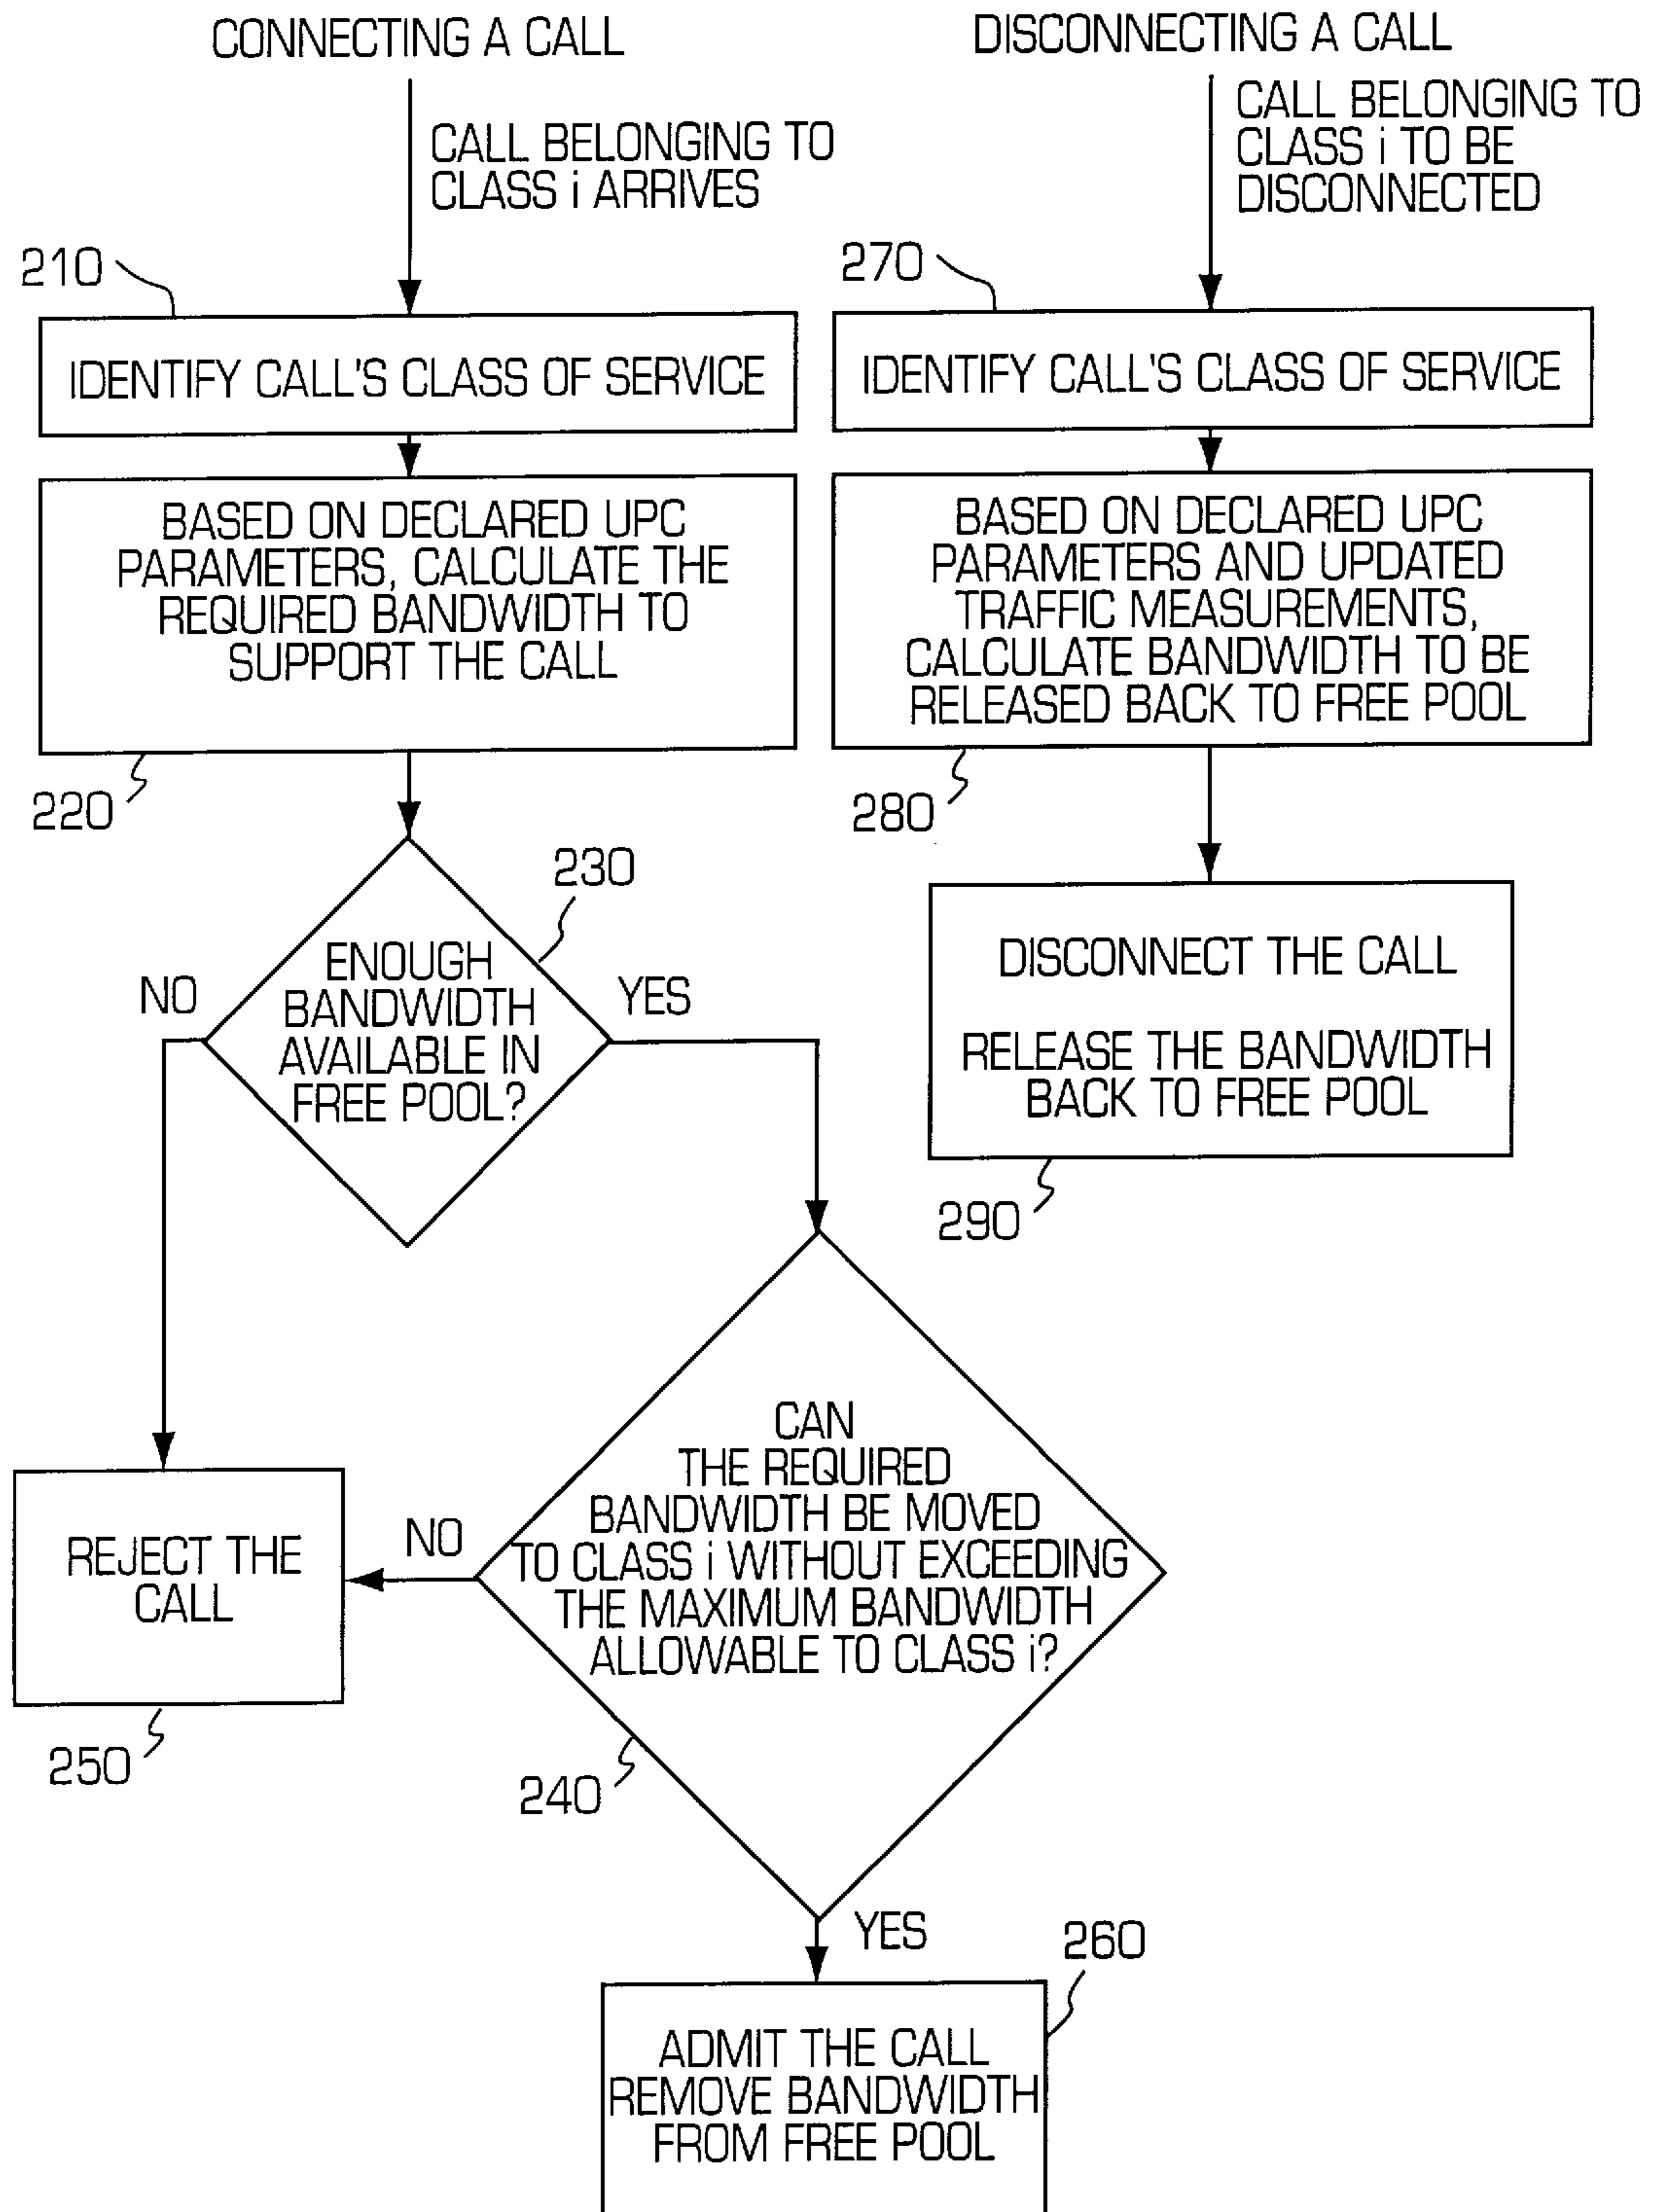 CONNECTING A CALL
CALL BELONGING TO
CLASS i ARRIVES
210
IDENTIFY CALL'S CLASS OF SERVICE
BASED ON DECLARED UPC
PARAMETERS, CALCULATE THE
REQUIRED BANDWIDTH TO
SUPPORT THE CALL
220
230
ENOUGH
BANDWIDTH
AVAILABLE IN
FREE POOL?
NO
YES
CAN
THE REQUIRED
BANDWIDTH BE MOVED
TO CLASS i WITHOUT EXCEEDING
THE MAXIMUM BANDWIDTH
ALLOWABLE TO CLASS i?
240
NO
REJECT THE
CALL
250
YES
260
ADMIT THE CALL
REMOVE BANDWIDTH
FROM FREE POOL
DISCONNECTING A CALL
CALL BELONGING TO
CLASS i TO BE
DISCONNECTED
270
IDENTIFY CALL'S CLASS OF SERVICE
BASED ON DECLARED UPC
PARAMETERS AND UPDATED
TRAFFIC MEASUREMENTS,
CALCULATE BANDWIDTH TO BE
RELEASED BACK TO FREE POOL
280
DISCONNECT THE CALL
RELEASE THE BANDWIDTH
BACK TO FREE POOL
290